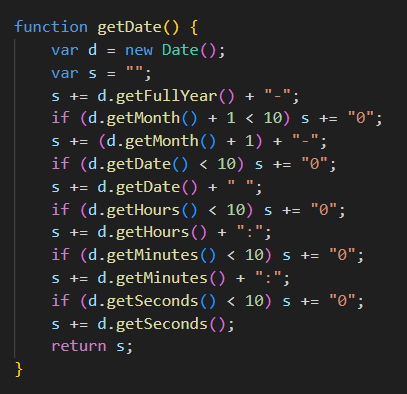 function getDate() {
    var d = new Date();
    var s = "";
    s += d.getFullYear() + "-";
    if (d.getMonth() + 1 < 10) s += "0";
    s += (d.getMonth() + 1) + "-";
    if (d.getDate() < 10) s += "0";
    s += d.getDate() + " ";
    if (d.getHours() < 10) s += "0";
    s += d.getHours() + ":";
    if (d.getMinutes() < 10) s += "0";
    s += d.getMinutes() + ":";
    if (d.getSeconds() < 10) s += "0";
    s += d.getSeconds();
    return s;
}